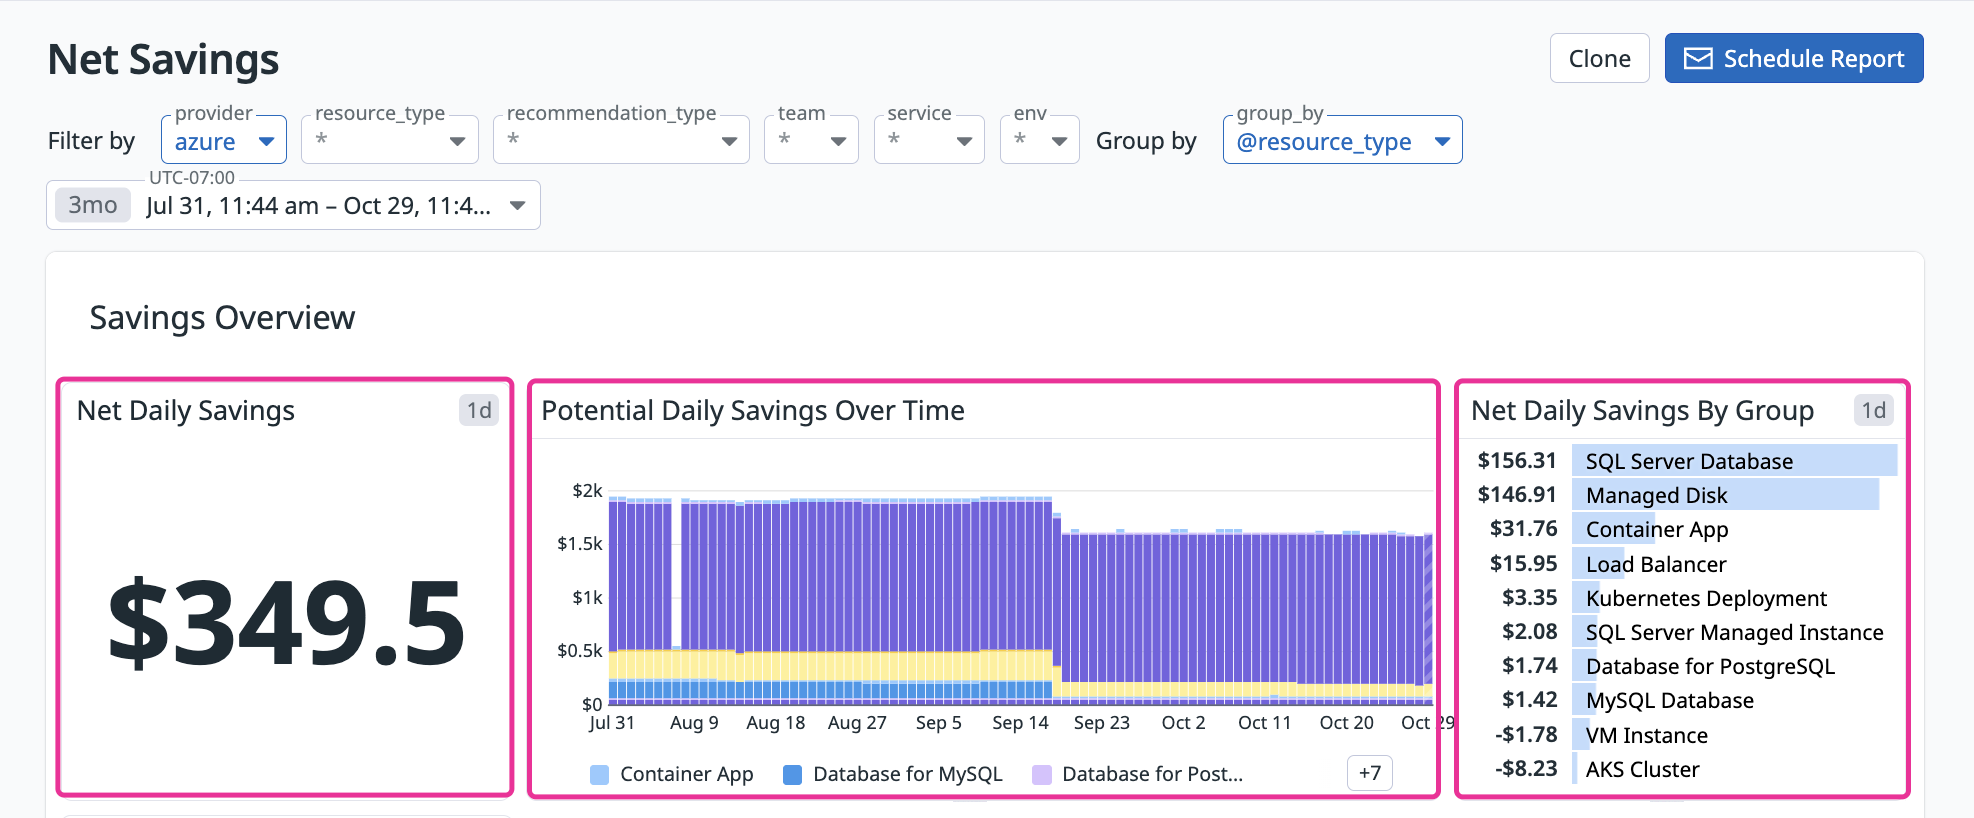 Net Savings
Clone
Schedule Report
Filter by
provider
azure
resource_type
*
recommendation_type
*
team
*
service
*
env
*
Group by
group_by
@resource_type
UTC-07:00
3mo Jul 31, 11:44 am – Oct 29, 11:4...
Savings Overview
Net Daily Savings 1d
$349.5
Potential Daily Savings Over Time
$2k
$1.5k
$1k
$0.5k
$0
Jul 31 Aug 9 Aug 18 Aug 27 Sep 5 Sep 14 Sep 23 Oct 2 Oct 11 Oct 20 Oct 29
Container App Database for MySQL Database for Post... +7
Net Daily Savings By Group 1d
$156.31 SQL Server Database
$146.91 Managed Disk
$31.76 Container App
$15.95 Load Balancer
$3.35 Kubernetes Deployment
$2.08 SQL Server Managed Instance
$1.74 Database for PostgreSQL
$1.42 MySQL Database
-$1.78 VM Instance
-$8.23 AKS Cluster